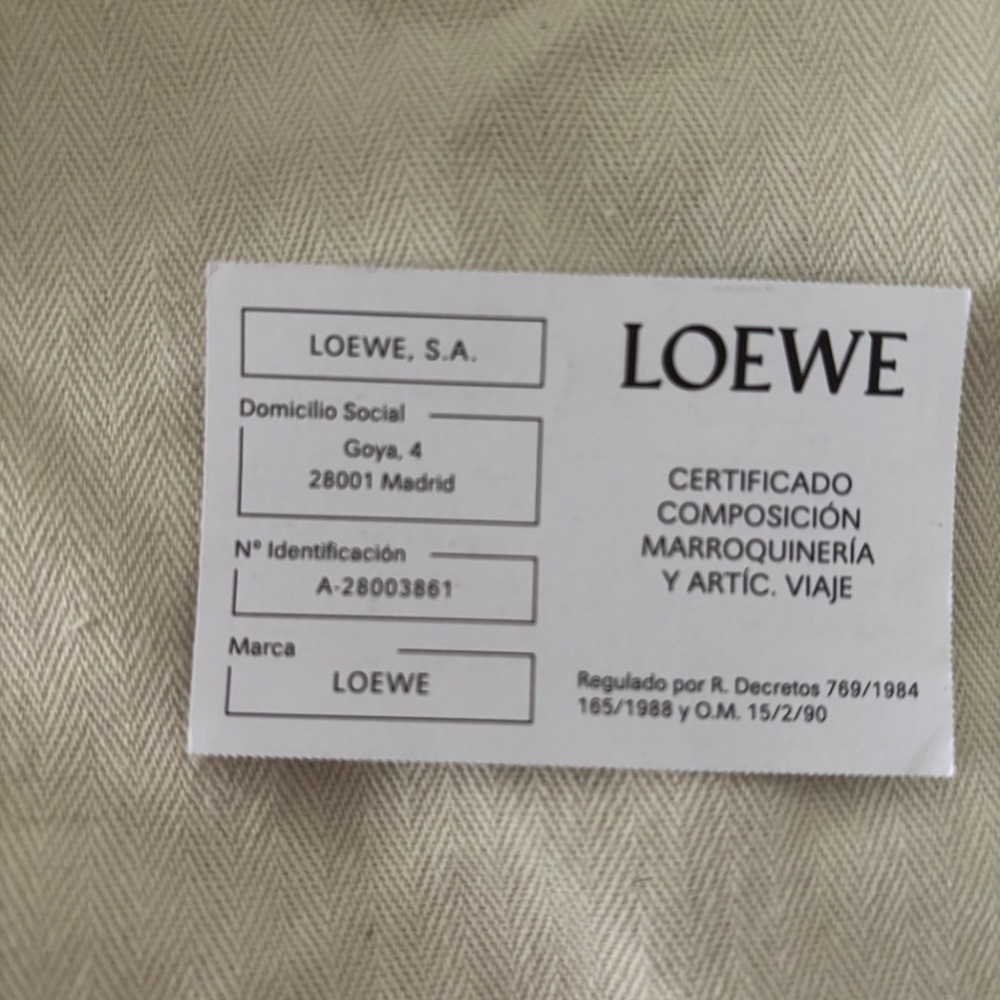 LOEWE, S.A.
Domicilio Social
Goya, 4
28001 Madrid
N° Identificación
A-28003861
Marca
LOEWE
LOEWE
CERTIFICADO
COMPOSICIÓN
MARROQUINERÍA
Y ARTÍC. VIAJE
Regulado por R. Decretos 769/1984
165/1988 y O.M. 15/2/90